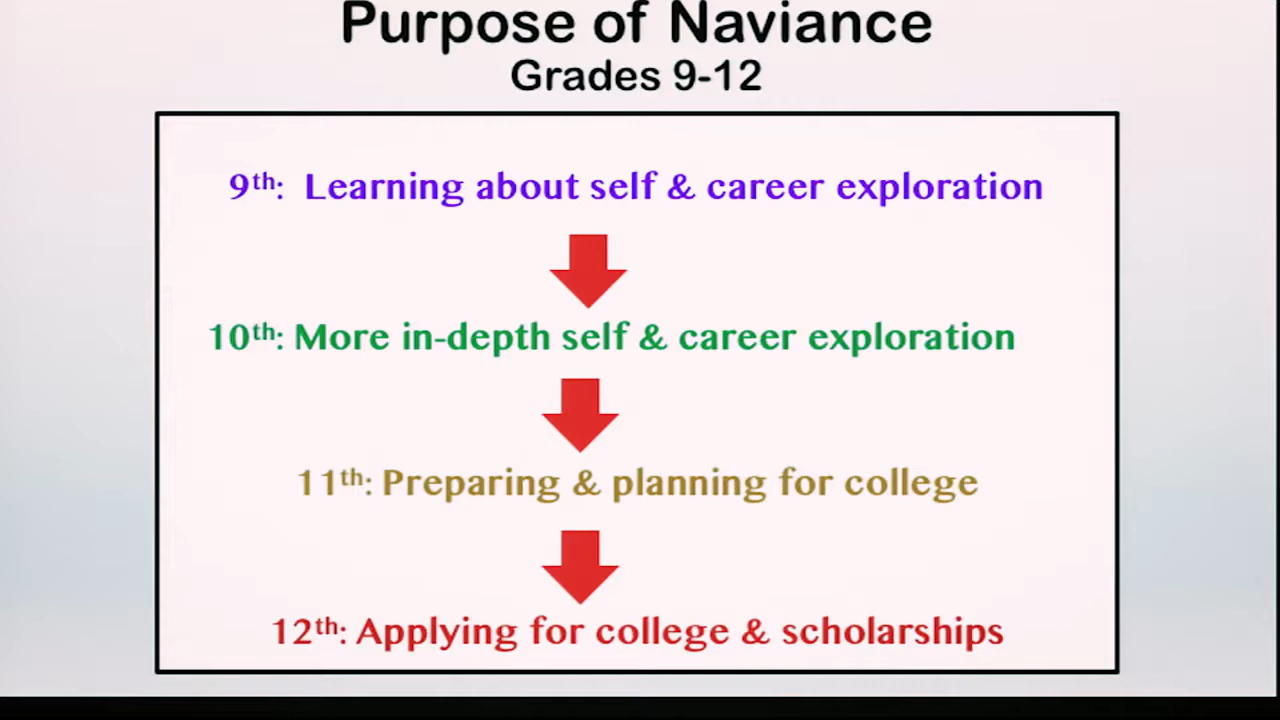 Purpose of Naviance
Grades 9-12
9th: Learning about self & career exploration
10th: More in-depth self & career exploration
11th: Preparing & planning for college
12th: Applying for college & scholarships